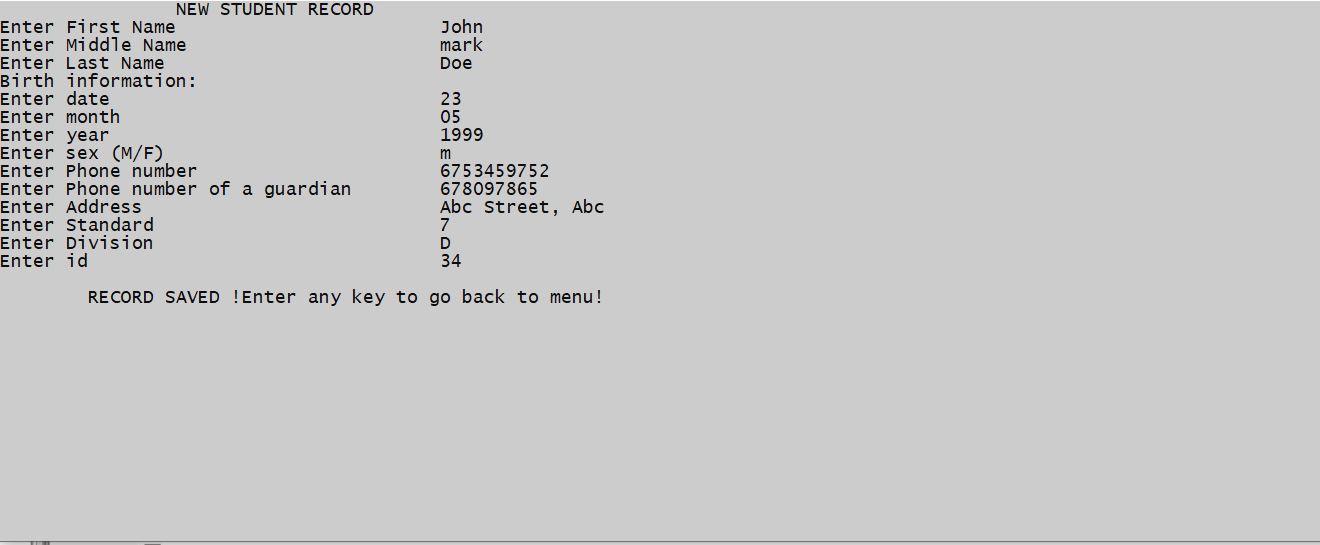 NEW STUDENT RECORD
Enter First Name John
Enter Middle Name mark
Enter Last Name Doe
Birth information:
Enter date 23
Enter month 05
Enter year 1999
Enter sex (M/F) m
Enter Phone number 6753459752
Enter Phone number of a guardian 678097865
Enter Address Abc Street, Abc
Enter Standard 7
Enter Division D
Enter id 34
RECORD SAVED !Enter any key to go back to menu!